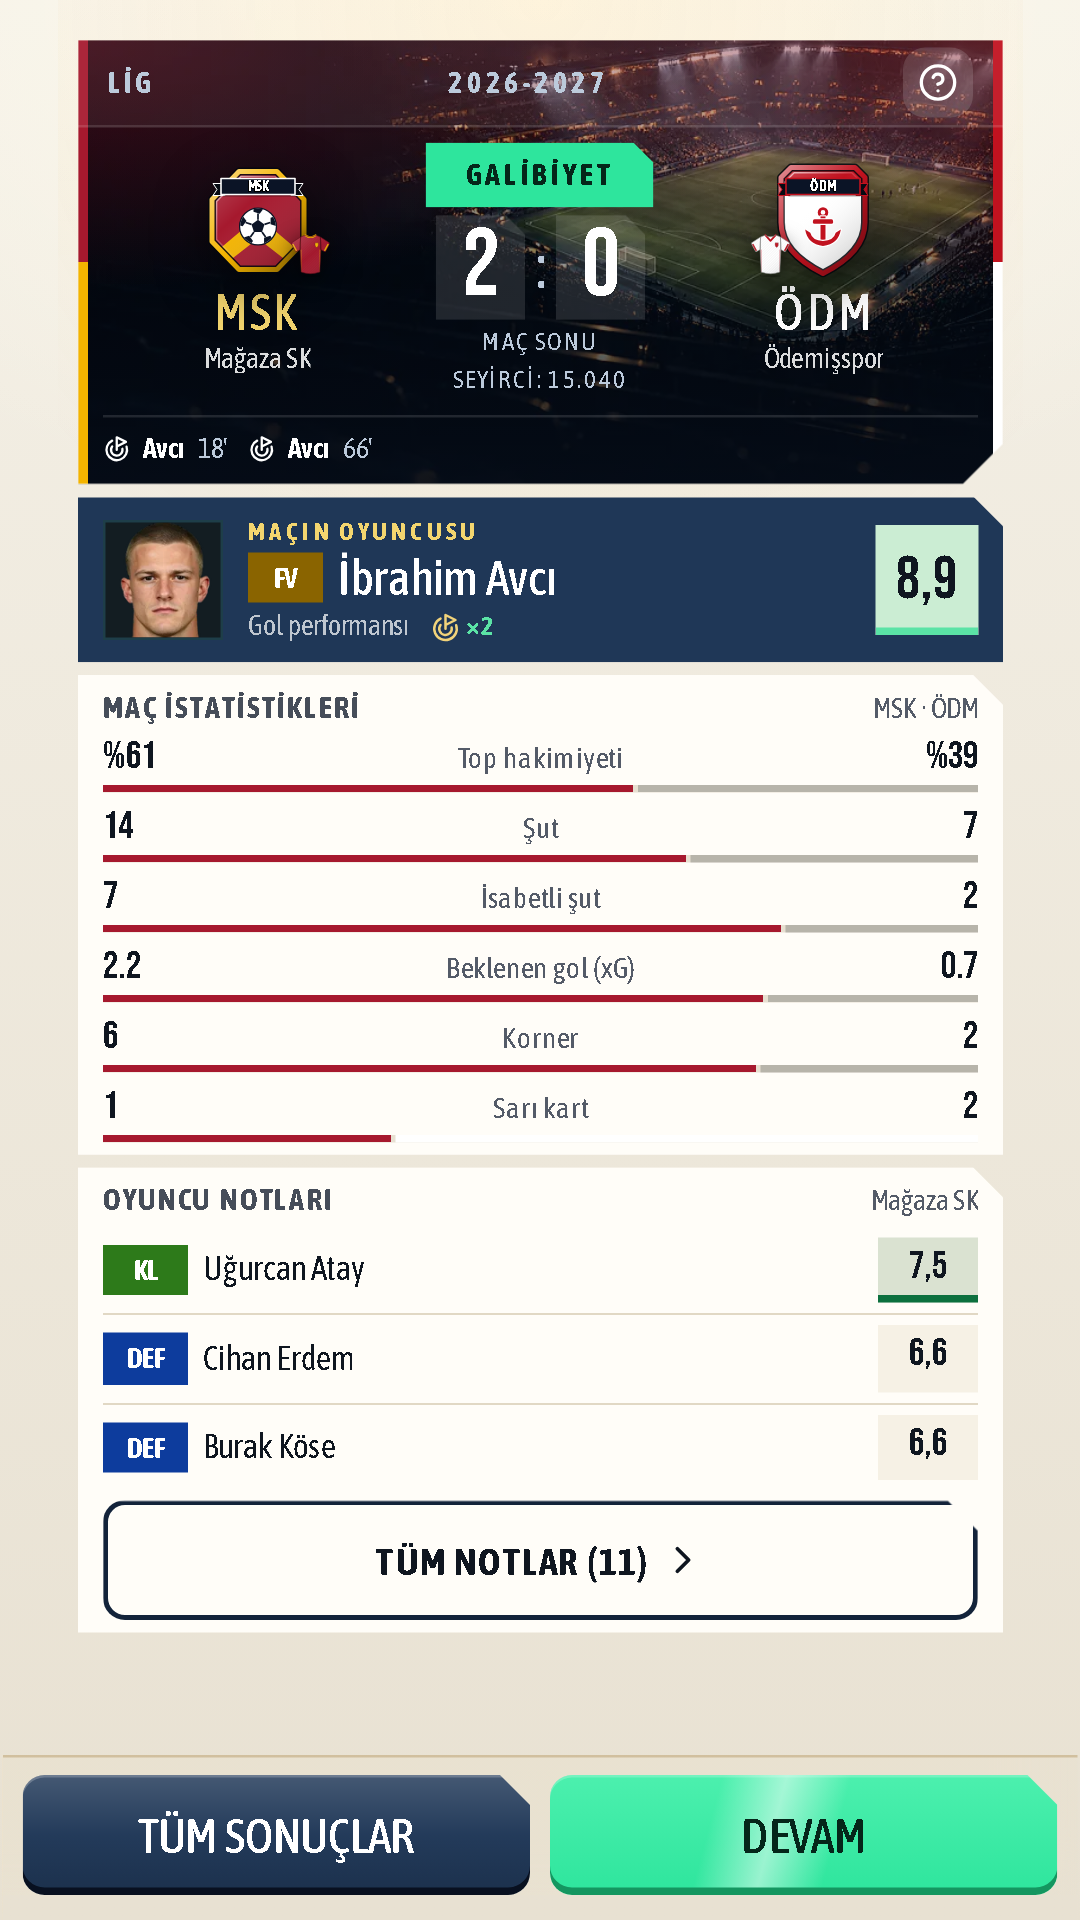 LİG 2026-2027
MSK ÖDM
GALİBİYET
2 : 0
MSK ÖDM
Mağaza SK Ödemişspor
MAÇ SONU
SEYİRCİ: 15.040
Avcı 18' Avcı 66'
MAÇIN OYUNCUSU
FV İbrahim Avcı
Gol performansı ×2
8,9
MAÇ İSTATİSTİKLERİ MSK · ÖDM
%61 Top hakimiyeti %39
14 Şut 7
7 İsabetli şut 2
2.2 Beklenen gol (xG) 0.7
6 Korner 2
1 Sarı kart 2
OYUNCU NOTLARI Mağaza SK
KL Uğurcan Atay 7,5
DEF Cihan Erdem 6,6
DEF Burak Köse 6,6
TÜM NOTLAR (11)
TÜM SONUÇLAR DEVAM